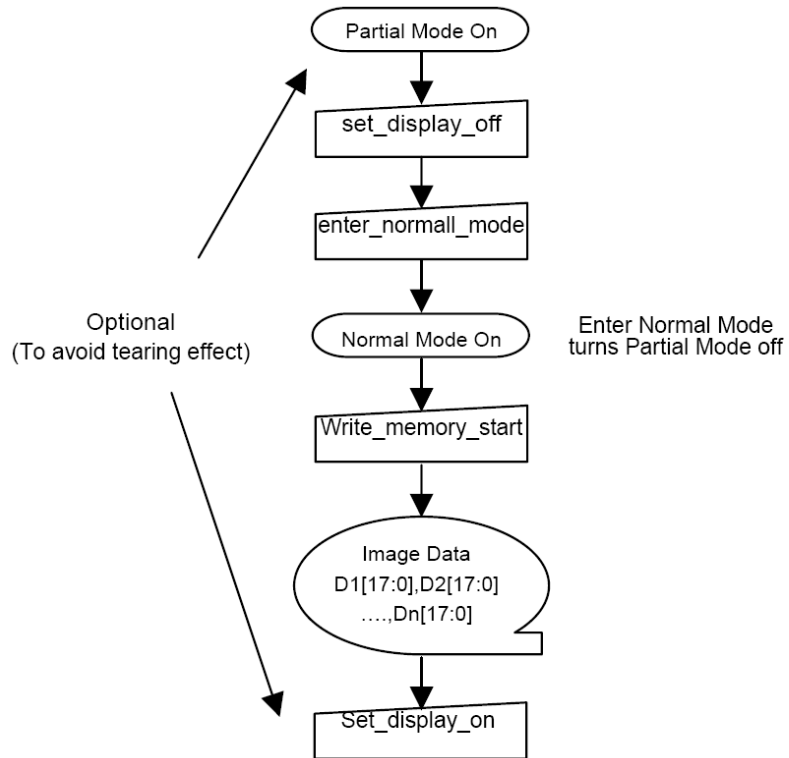 Partial Mode On
set_display_off
enter_normall_mode
Optional
(To avoid tearing effect)
Normal Mode On
Enter Normal Mode
turns Partial Mode off
Write_memory_start
Image Data
D1[17:0],D2[17:0]
....,Dn[17:0]
Set_display_on